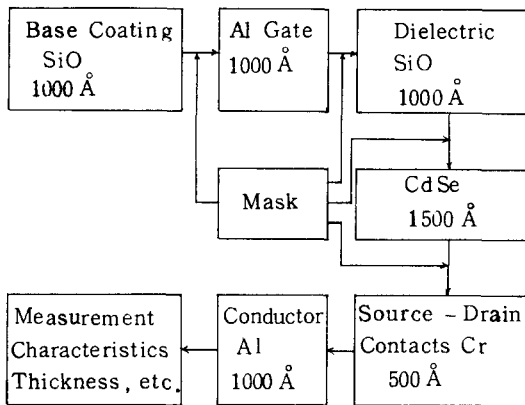 Base Coating
SiO
1000 Å
Al Gate
1000 Å
Dielectric
SiO
1000 Å
Mask
CdSe
1500 Å
Measurement
Characteristics
Thickness, etc.
Conductor
Al
1000 Å
Source - Drain
Contacts Cr
500 Å